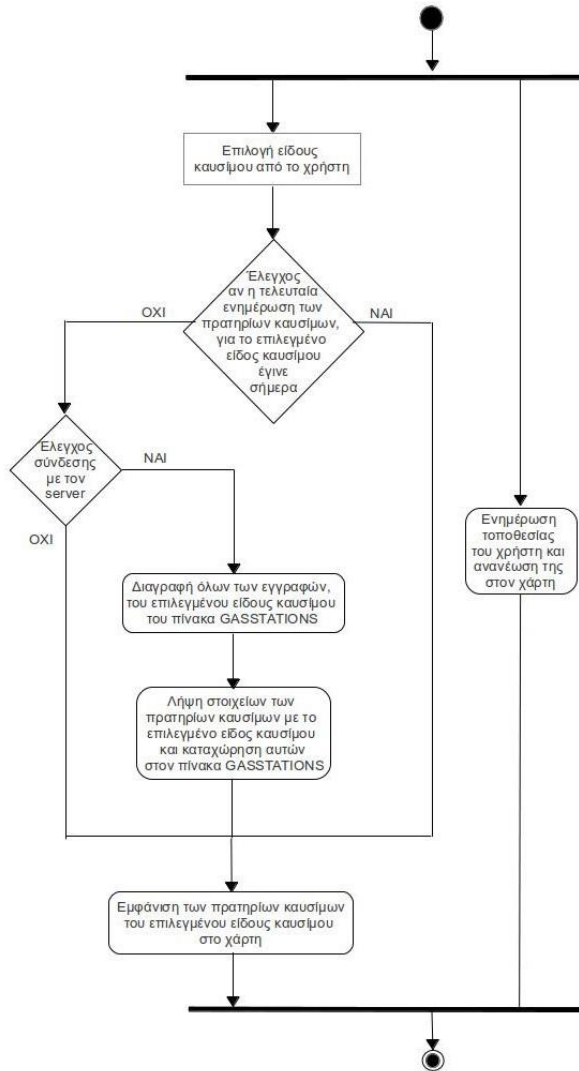 Επιλογή είδους
καυσίμου από το χρήστη
Έλεγχος
αν η τελευταία
ενημέρωση των
πρατηρίων καυσίμων,
για το επιλεγμένο
είδος καυσίμου
έγινε
σήμερα
ΟΧΙ
ΝΑΙ
Έλεγχος
σύνδεσης
με τον
server
ΝΑΙ
ΟΧΙ
Ενημέρωση
τοποθεσίας
του χρήστη και
ανανέωση της
στον χάρτη
Διαγραφή όλων των εγγραφών,
του επιλεγμένου είδους καυσίμου
του πίνακα GASSTATIONS
Λήψη στοιχείων των
πρατηρίων καυσίμων με το
επιλεγμένο είδος καυσίμου
και καταχώρηση αυτών
στον πίνακα GASSTATIONS
Εμφάνιση των πρατηρίων καυσίμων
του επιλεγμένου είδους καυσίμου
στο χάρτη